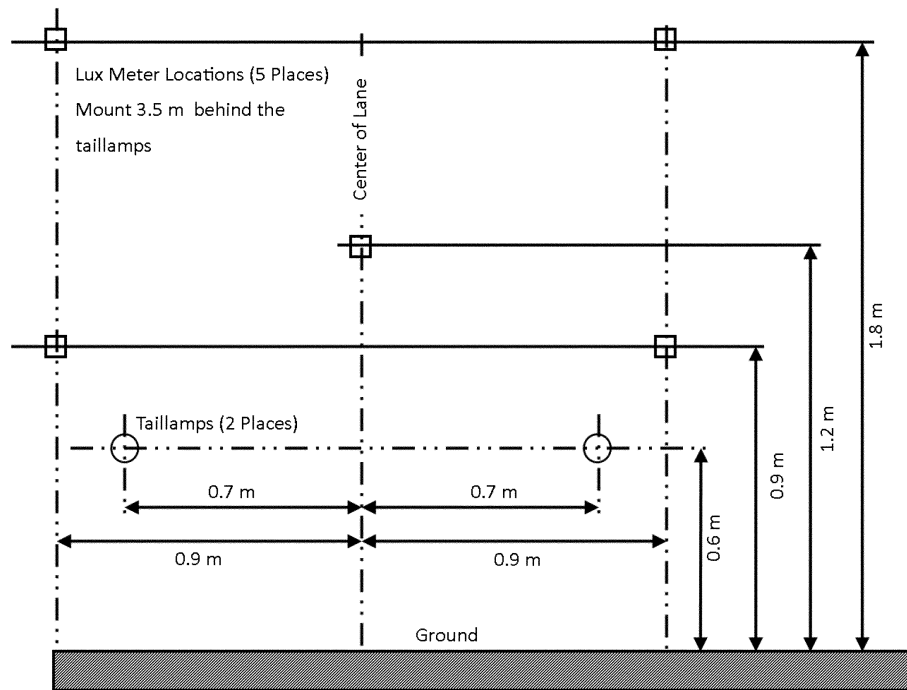 Lux Meter Locations (5 Places)
Mount 3.5 m behind the
taillamps
Center of Lane
1.8 m
1.2 m
0.9 m
Taillamps (2 Places)
0.6 m
0.7 m
0.7 m
0.9 m
0.9 m
Ground